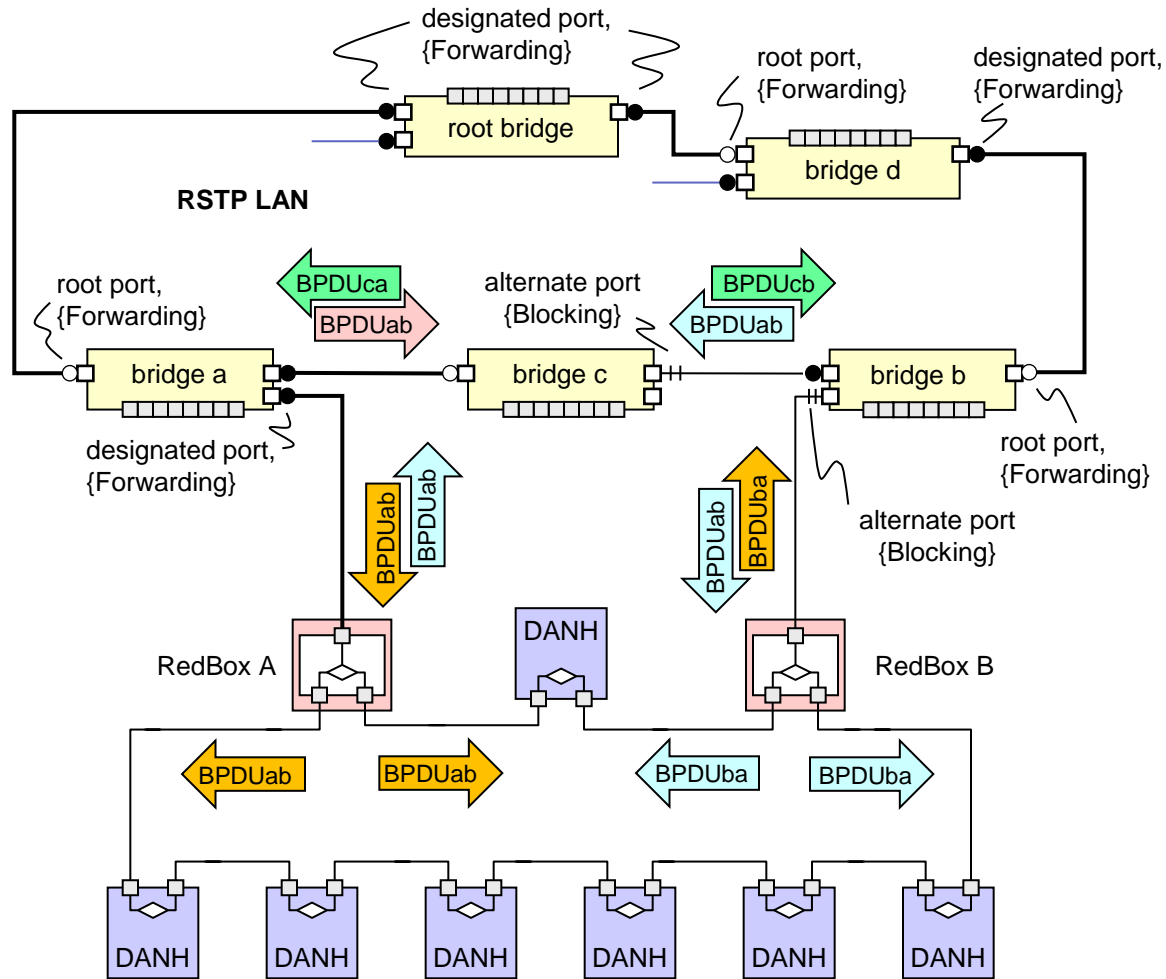 designated port,
{Forwarding}
root port,
{Forwarding}
designated port,
{Forwarding}
root bridge
bridge d
RSTP LAN
root port,
{Forwarding}
BPDUca
BPDUab
alternate port
{Blocking}
BPDUcb
BPDUab
bridge a
bridge c
bridge b
designated port,
{Forwarding}
root port,
{Forwarding}
BPDUab
BPDUab
BPDUab
BPDUba
alternate port
{Blocking}
RedBox A
DANH
RedBox B
BPDUab
BPDUab
BPDUba
BPDUba
DANH
DANH
DANH
DANH
DANH
DANH